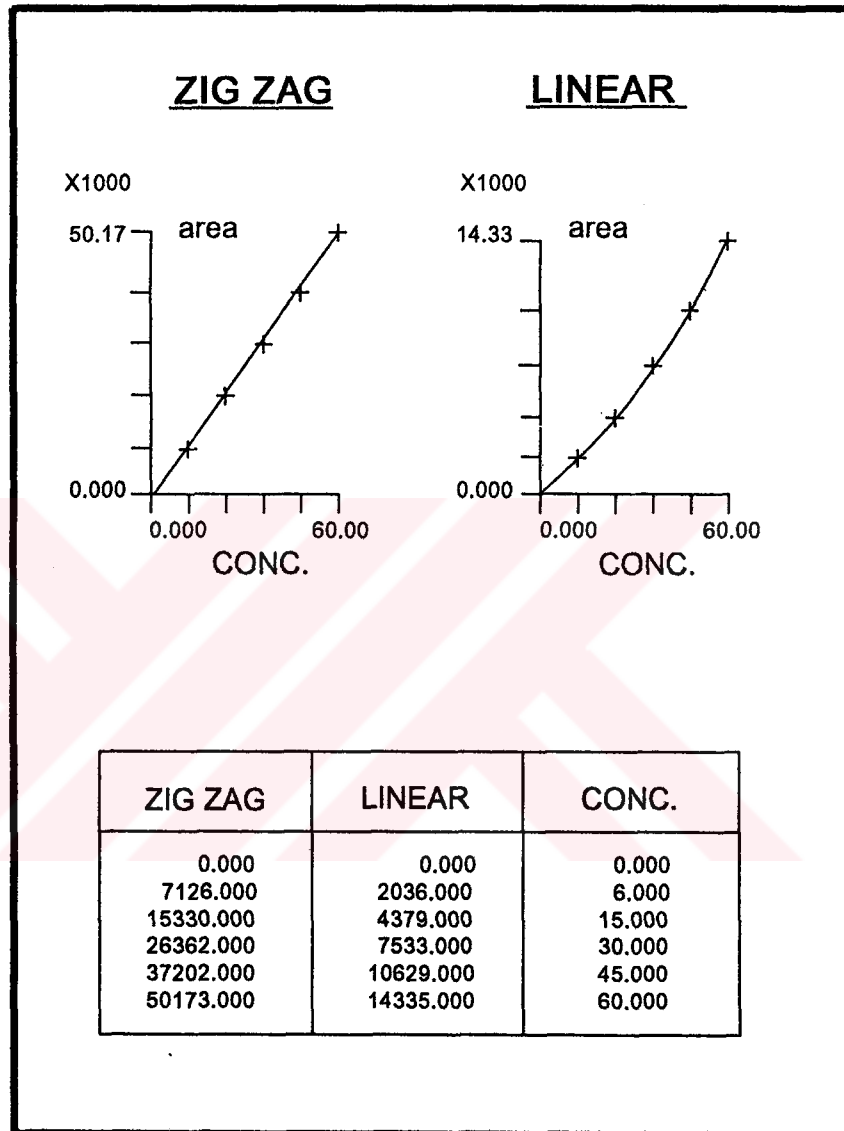 ZIG ZAG LINEAR
X1000 X1000
50.17 area 14.33 area
0.000 0.000
0.000 60.00 0.000 60.00
CONC. CONC.
ZIG ZAG LINEAR CONC.
0.000 0.000 0.000
7126.000 2036.000 6.000
15330.000 4379.000 15.000
26362.000 7533.000 30.000
37202.000 10629.000 45.000
50173.000 14335.000 60.000